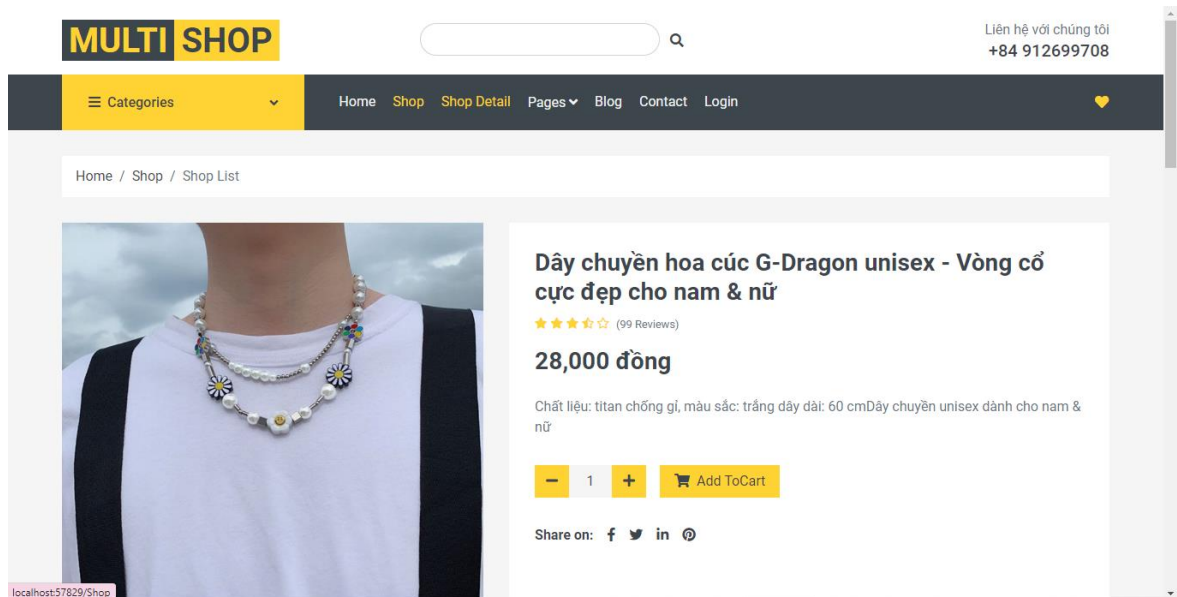 MULTI SHOP
Liên hệ với chúng tôi
+84 912699708
Categories
Home Shop Shop Detail Pages Blog Contact Login
Home / Shop / Shop List
Dây chuyền hoa cúc G-Dragon unisex - Vòng cổ
cực đẹp cho nam & nữ
(99 Reviews)
28,000 đồng
Chất liệu: titan chống gỉ, màu sắc: trắng dây dài: 60 cmDây chuyền unisex dành cho nam &
nữ
1
Add ToCart
Share on:
localhost:57829/Shop